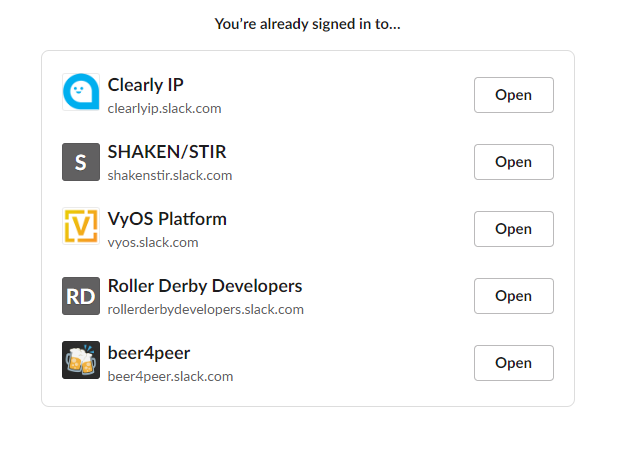 You’re already signed in to…
Clearly IP
clearlyip.slack.com
Open
S
SHAKEN/STIR
shakenstir.slack.com
Open
V
VyOS Platform
vyos.slack.com
Open
RD
Roller Derby Developers
rollerderbydevelopers.slack.com
Open
beer4peer
beer4peer.slack.com
Open